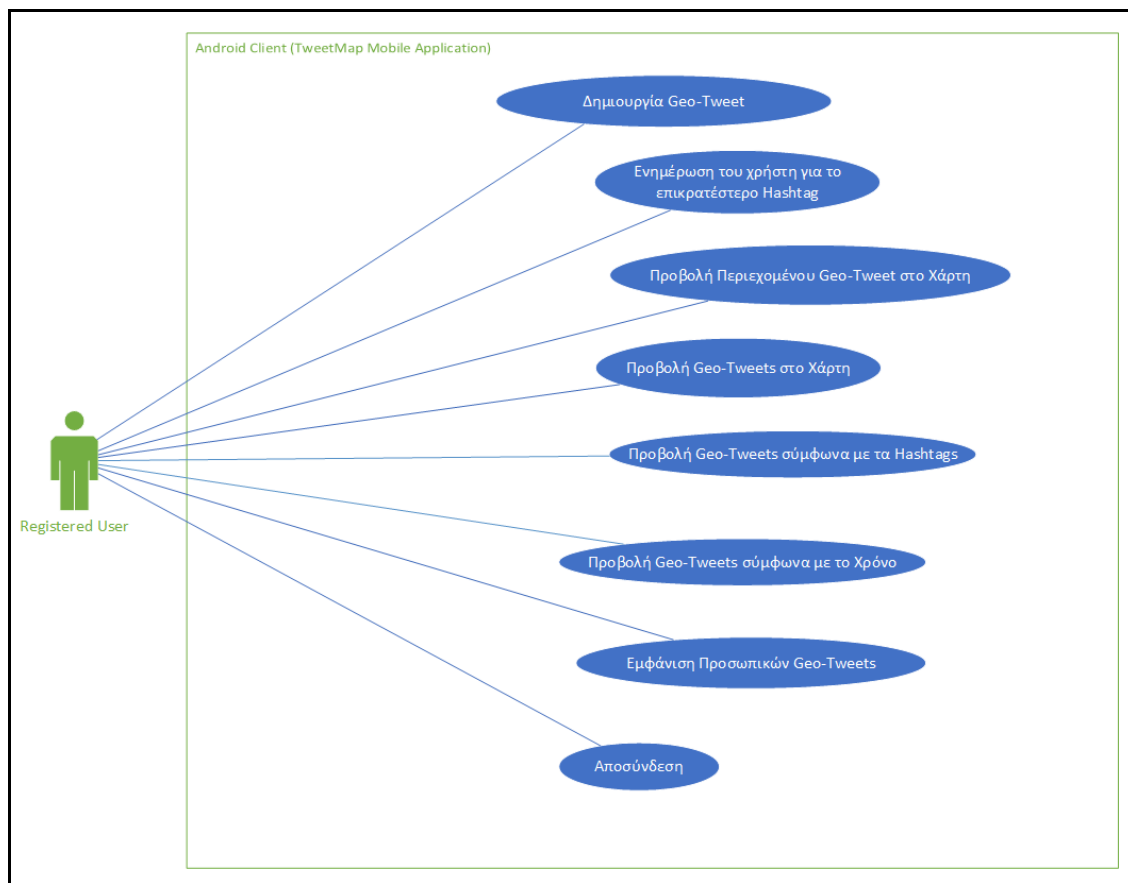 Android Client (TweetMap Mobile Application)
Δημιουργία Geo-Tweet
Ενημέρωση του χρήστη για το
επικρατέστερο Hashtag
Προβολή Περιεχομένου Geo-Tweet στο Χάρτη
Προβολή Geo-Tweets στο Χάρτη
Προβολή Geo-Tweets σύμφωνα με τα Hashtags
Registered User
Προβολή Geo-Tweets σύμφωνα με το Χρόνο
Εμφάνιση Προσωπικών Geo-Tweets
Αποσύνδεση